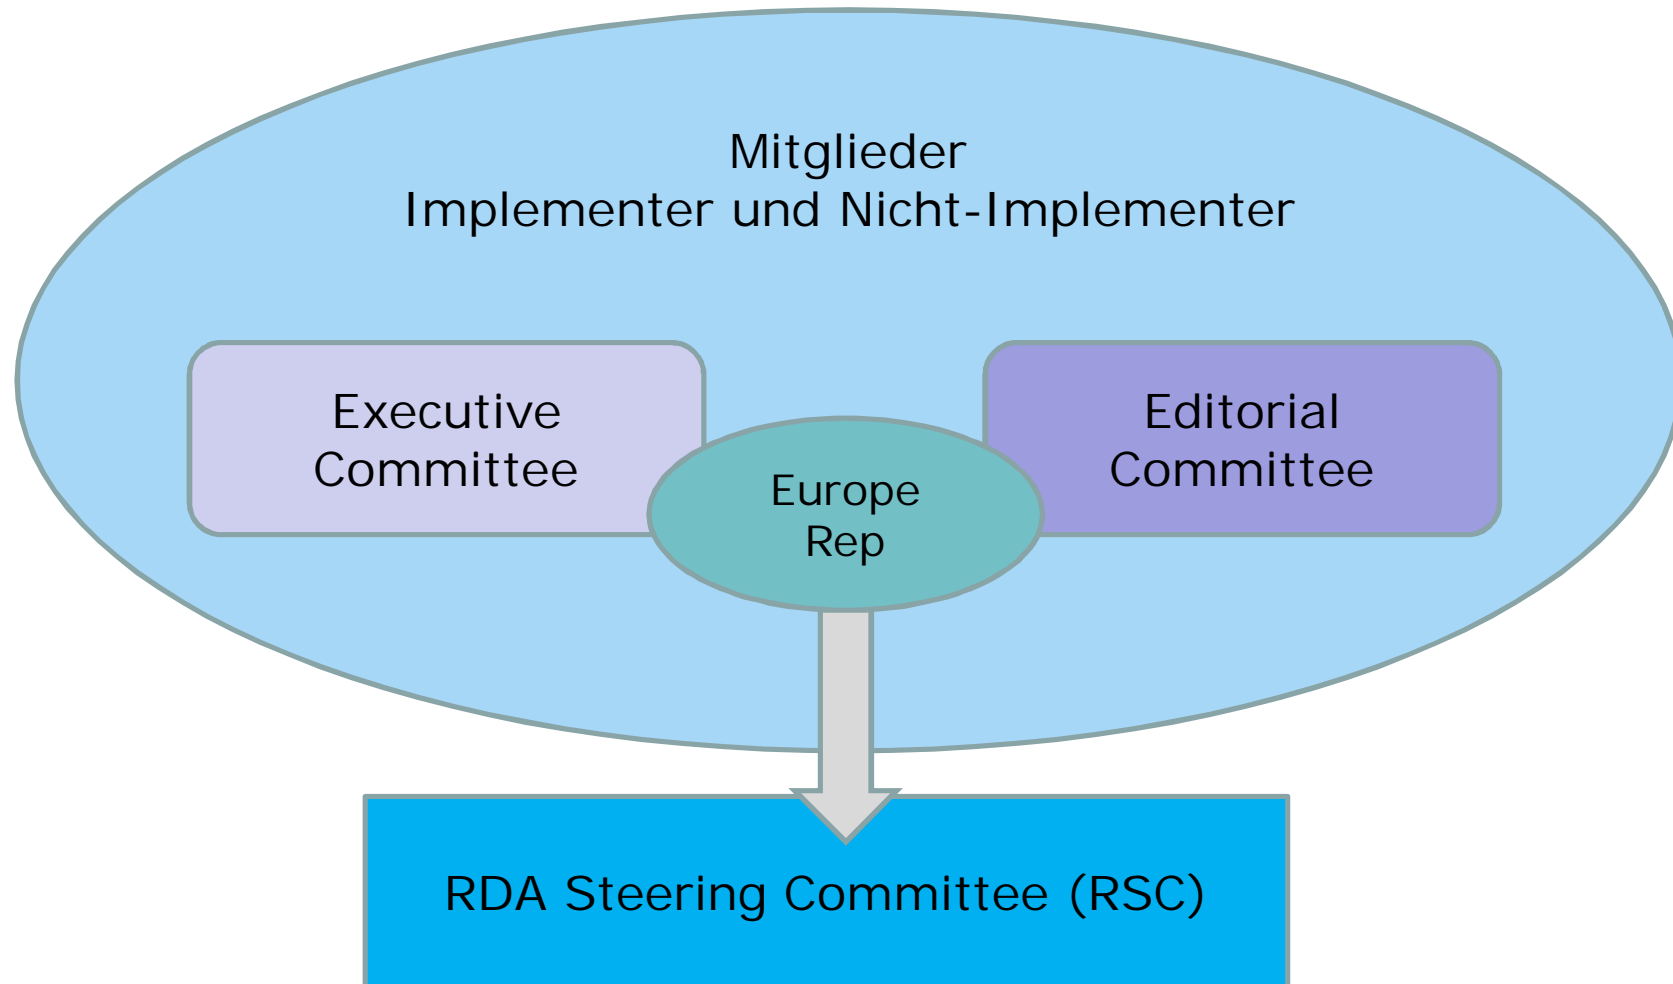 Mitglieder
Implementer und Nicht-Implementer
Executive
Committee
Editorial
Committee
Europe
Rep
RDA Steering Committee (RSC)